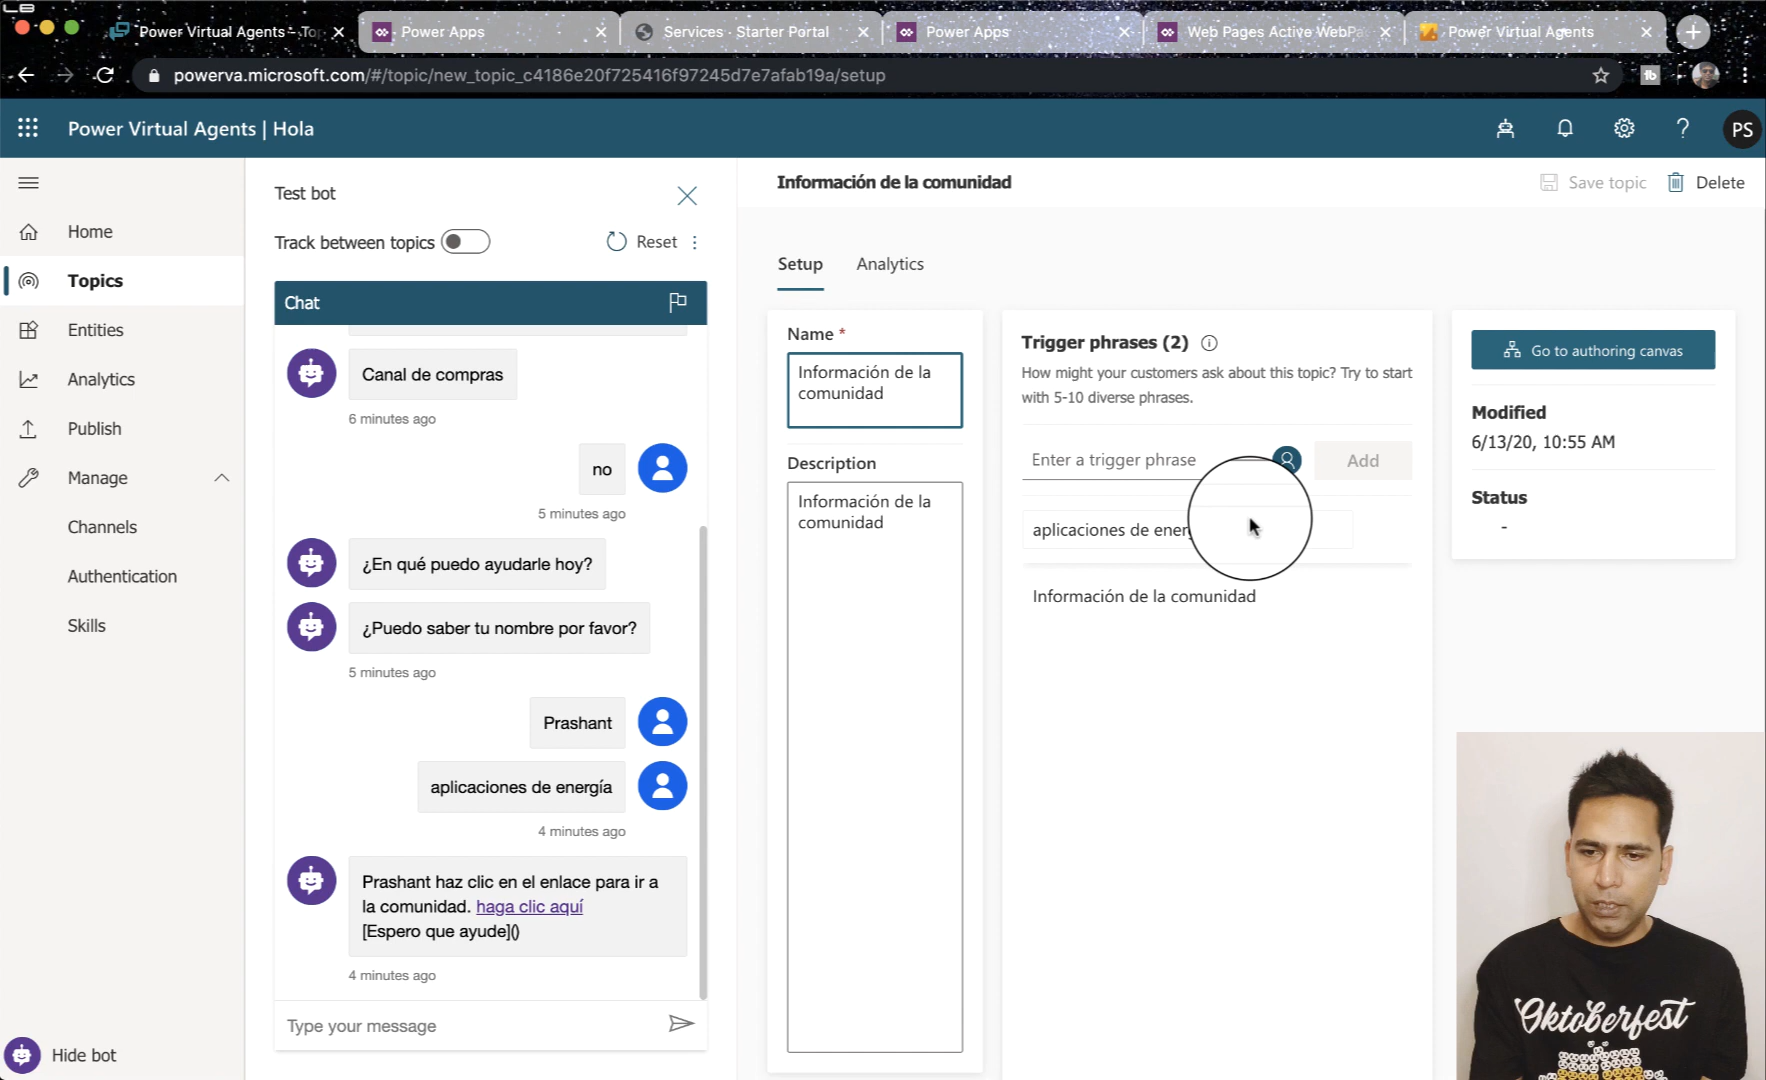 Power Virtual Agents - To
Power Apps
Services - Starter Portal
Power Apps
Web Pages Active WebPa
Power Virtual Agents
powerva.microsoft.com/#/topic/new_topic_c4186e20f725416f97245d7e7afab19a/setup
Power Virtual Agents | Hola
PS
Home
Topics
Entities
Analytics
Publish
Manage
Channels
Authentication
Skills
Hide bot
Test bot
Track between topics
Reset
Chat
Canal de compras
6 minutes ago
no
5 minutes ago
¿En qué puedo ayudarle hoy?
¿Puedo saber tu nombre por favor?
5 minutes ago
Prashant
aplicaciones de energía
4 minutes ago
Prashant haz clic en el enlace para ir a
la comunidad. haga clic aquí
[Espero que ayude]()
4 minutes ago
Type your message
Información de la comunidad
Save topic
Delete
Setup
Analytics
Name *
Información de la
comunidad
Description
Información de la
comunidad
Trigger phrases (2)
How might your customers ask about this topic? Try to start
with 5-10 diverse phrases.
Enter a trigger phrase
Add
aplicaciones de ener
Información de la comunidad
Go to authoring canvas
Modified
6/13/20, 10:55 AM
Status
-
Oktoberfest